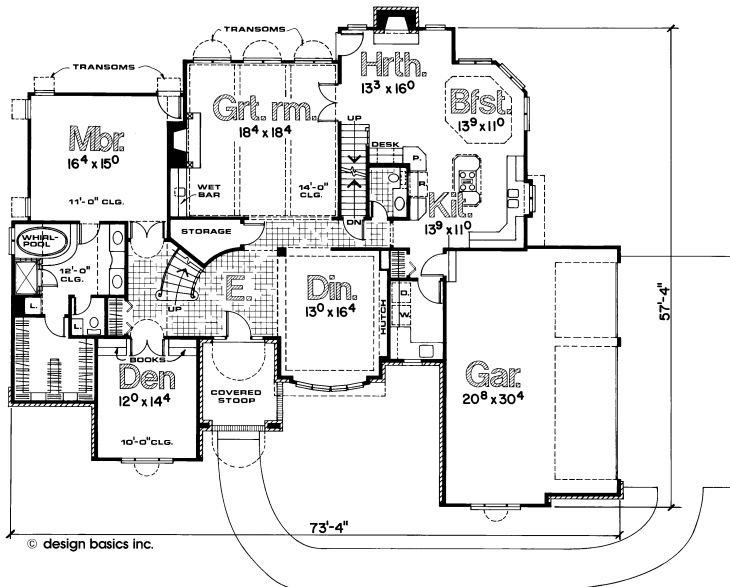 TRANSOMS
TRANSOMS
Hrth.
13³ x 16⁰
Bfst.
13⁹ x 11⁰
Grt. rm.
18⁴ x 18⁴
Mbr.
16⁴ x 15⁰
UP
DESK
P.
R.
WET
BAR
14'-0"
CLG.
11'-0" CLG.
Kit.
13⁹ x 11⁰
DN
STORAGE
WHIRL-
POOL
12'-0"
CLG.
E.
UP
Din.
13⁰ x 16⁴
HUTCH
D.
W.
L.
L.
BOOKS
Den
12⁰ x 14⁴
10'-0" CLG.
COVERED
STOOP
Gar.
20⁸ x 30⁴
57'-4"
73'-4"
© design basics inc.